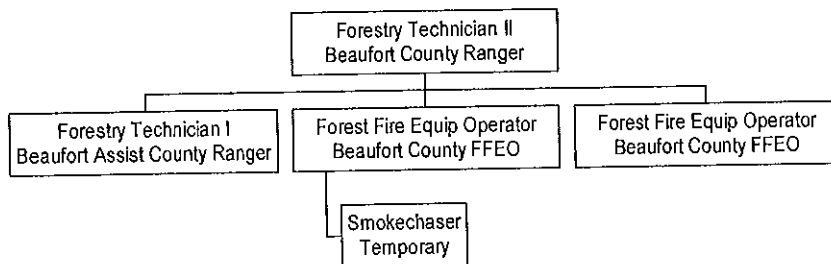 Forestry Technician II
Beaufort County Ranger
Forestry Technician I
Beaufort Assist County Ranger
Forest Fire Equip Operator
Beaufort County FFEO
Forest Fire Equip Operator
Beaufort County FFEO
Smokechaser
Temporary